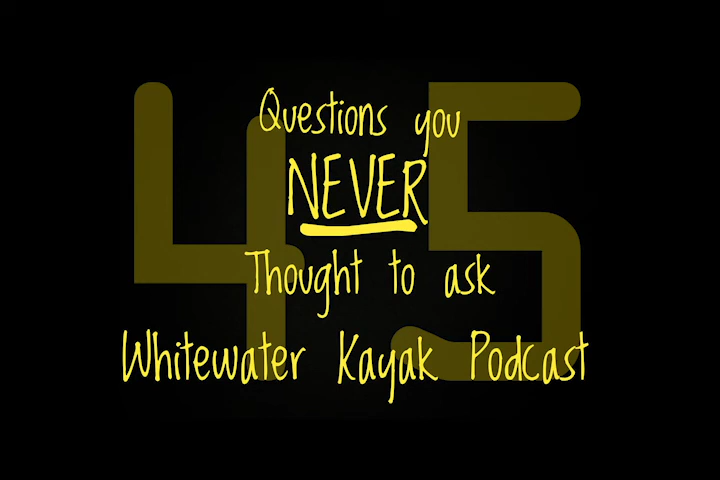 45
Questions you
NEVER
Thought to ask
Whitewater Kayak Podcast